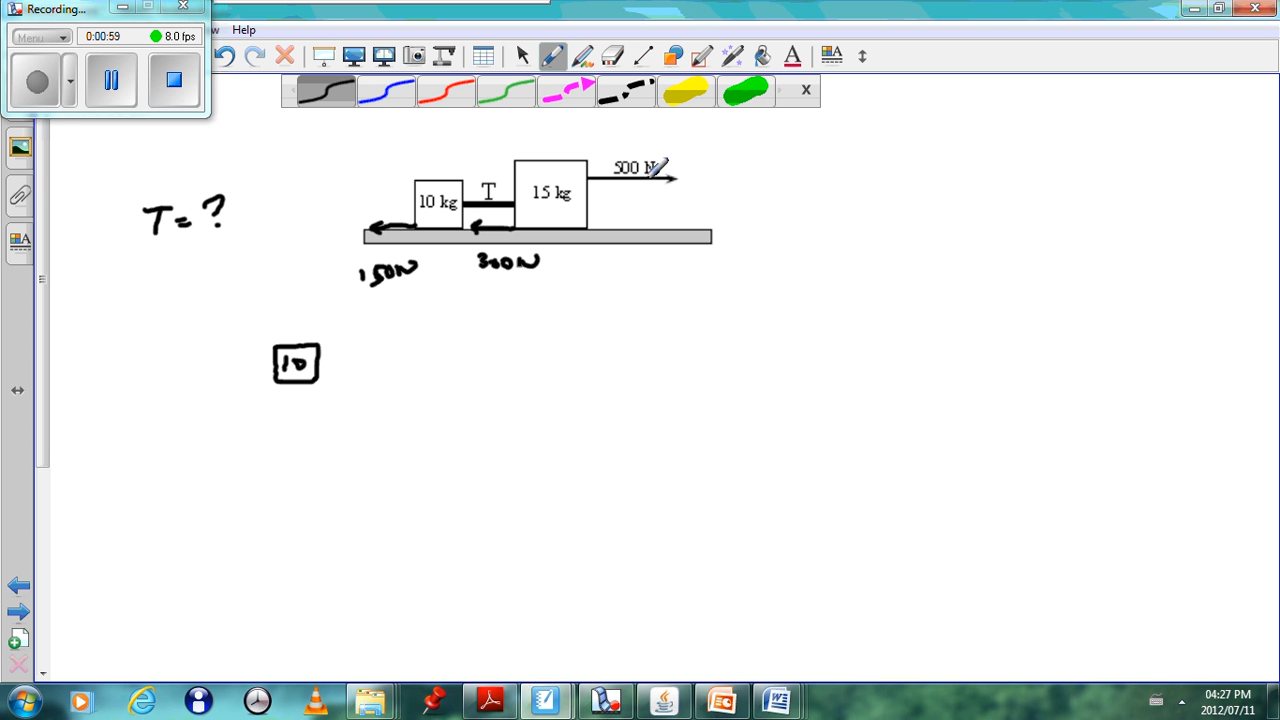 Recording...
Menu
0:00:59
8.0 fps
Help
A
A
x
T = ?
10 kg
T
15 kg
500 N
150N
300N
10
04:27 PM
2012/07/11